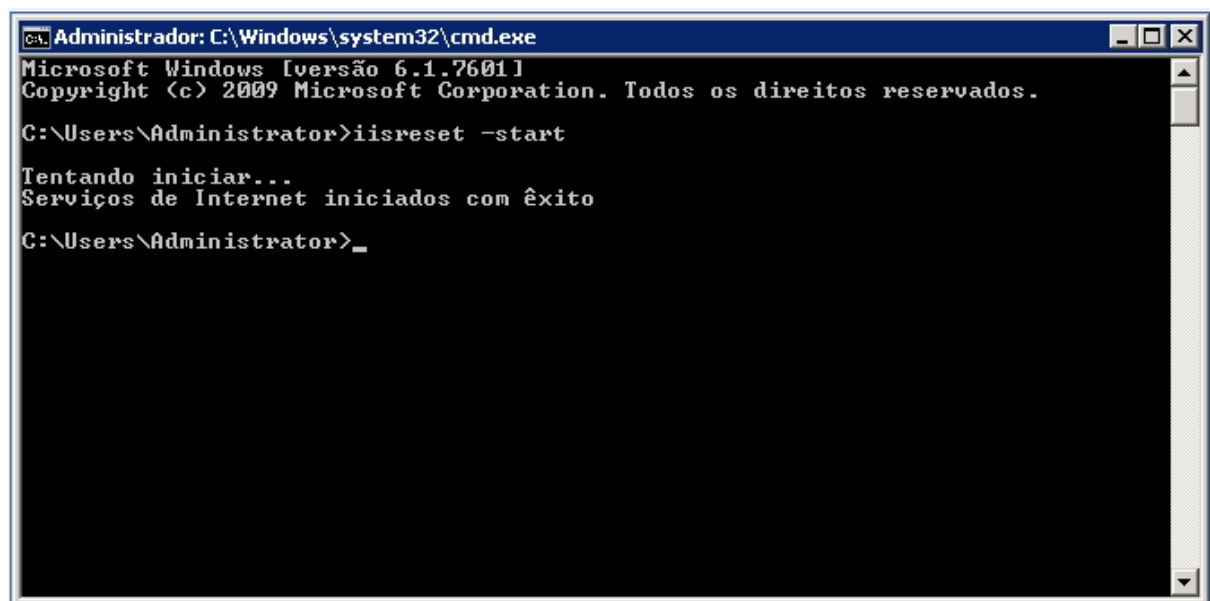 Administrador: C:\Windows\system32\cmd.exe
Microsoft Windows [versão 6.1.7601]
Copyright (c) 2009 Microsoft Corporation. Todos os direitos reservados.
C:\Users\Administrator>iisreset -start
Tentando iniciar...
Serviços de Internet iniciados com êxito
C:\Users\Administrator>_